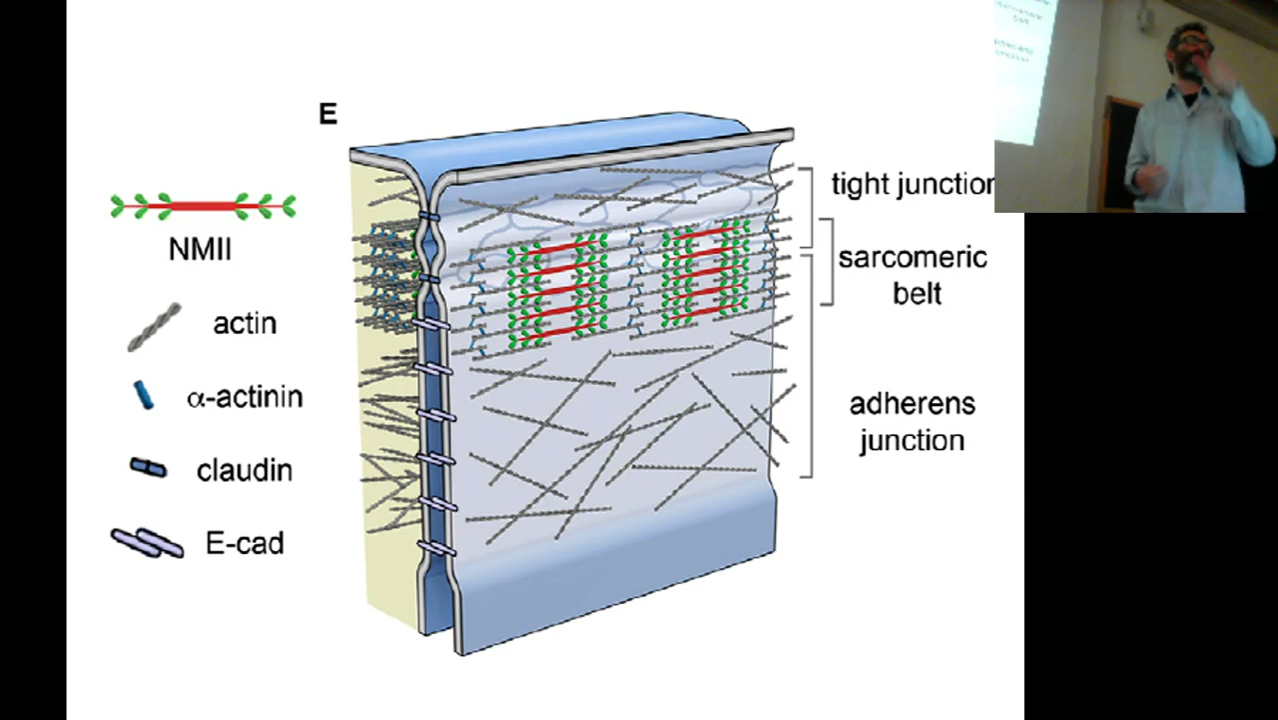 E
NMII
actin
α-actinin
claudin
E-cad
tight junction
sarcomeric
belt
adherens
junction